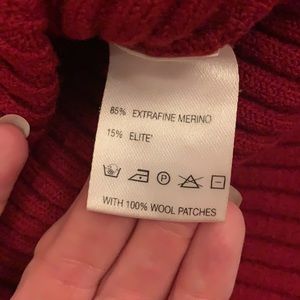 85% EXTRAFINE MERINO
15% ELITE'
P
WITH 100% WOOL PATCHES